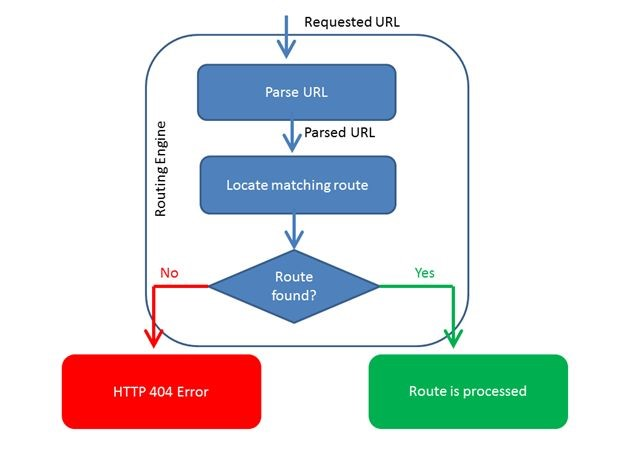 Requested URL
Parse URL
Parsed URL
Routing Engine
Locate matching route
Route
found?
No
Yes
HTTP 404 Error
Route is processed